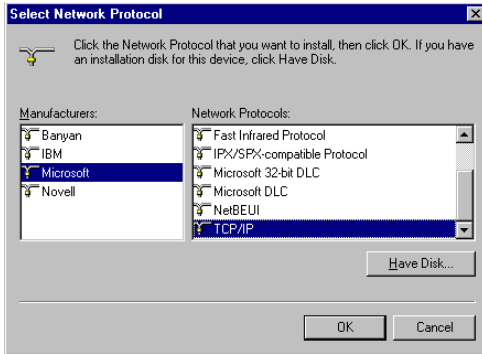 Select Network Protocol
Click the Network Protocol that you want to install, then click OK. If you have
an installation disk for this device, click Have Disk.
Manufacturers:
Banyan
IBM
Microsoft
Novell
Network Protocols:
Fast Infrared Protocol
IPX/SPX-compatible Protocol
Microsoft 32-bit DLC
Microsoft DLC
NetBEUI
TCP/IP
Have Disk...
OK
Cancel